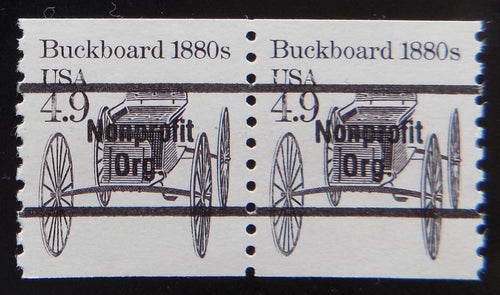 Buckboard 1880s
USA
4.9
Nonprofit
Org
Buckboard 1880s
USA
4.9
Nonprofit
Org